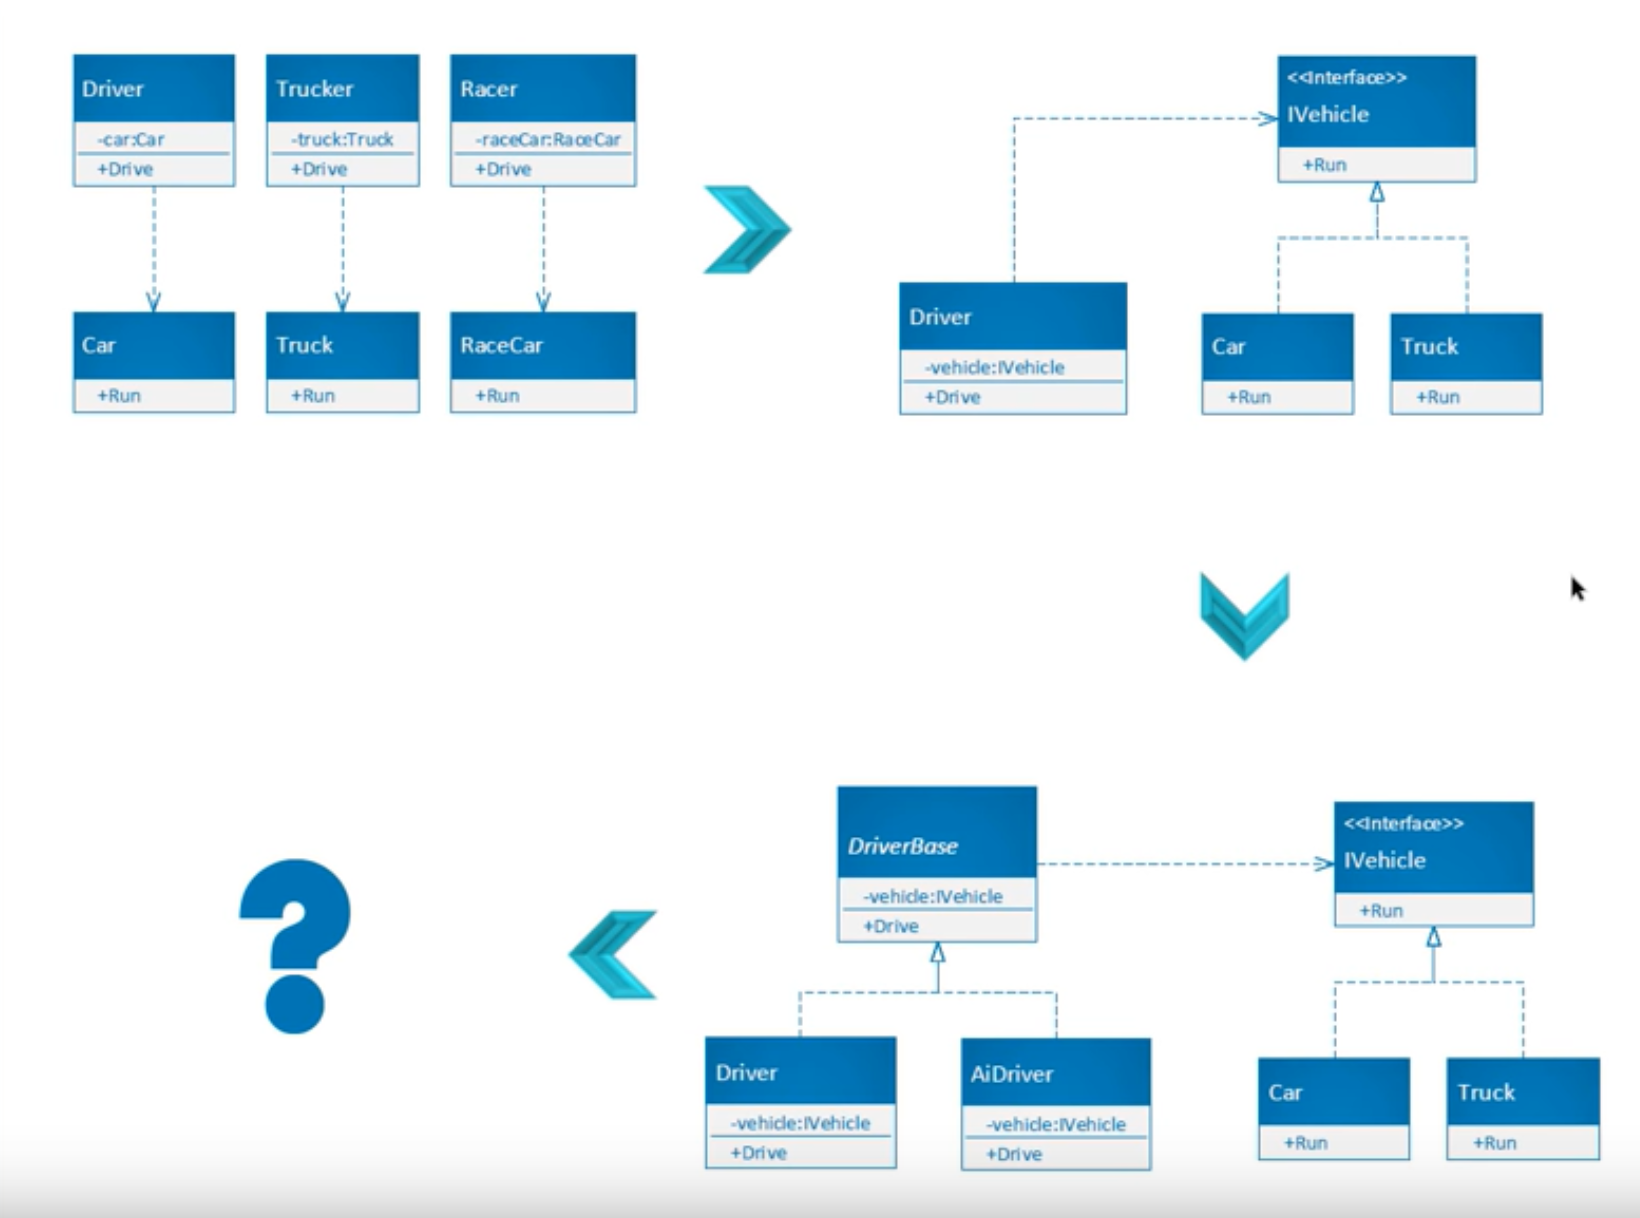 Driver
-car:Car
+Drive
Trucker
-truck:Truck
+Drive
Racer
-raceCar:RaceCar
+Drive
Car
+Run
Truck
+Run
RaceCar
+Run
<<Interface>>
IVehicle
+Run
Driver
-vehicle:IVehicle
+Drive
Car
+Run
Truck
+Run
DriverBase
-vehicle:IVehicle
+Drive
<<Interface>>
IVehicle
+Run
Driver
-vehicle:IVehicle
+Drive
AiDriver
-vehicle:IVehicle
+Drive
Car
+Run
Truck
+Run
?